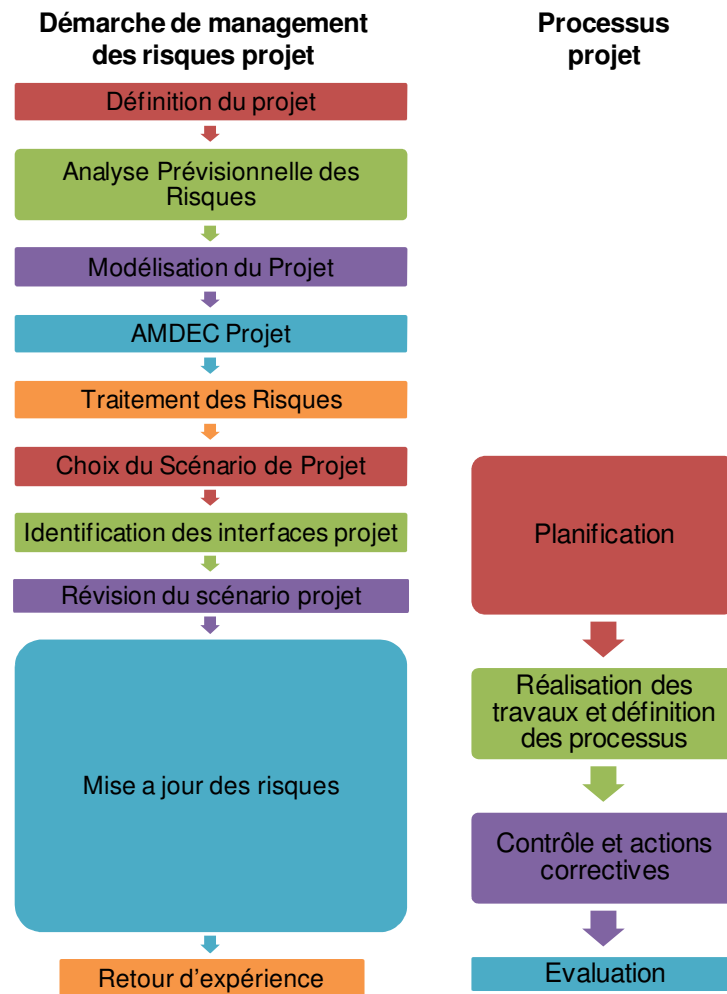 Démarche de management
des risques projet
Définition du projet
Analyse Prévisionnelle des
Risques
Modélisation du Projet
AMDEC Projet
Traitement des Risques
Choix du Scénario de Projet
Identification des interfaces projet
Révision du scénario projet
Mise a jour des risques
Retour d'expérience
Processus
projet
Planification
Réalisation des
travaux et définition
des processus
Contrôle et actions
correctives
Evaluation